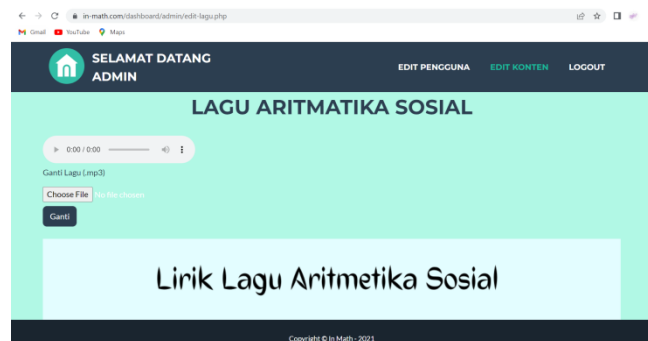 in-math.com/dashboard/admin/edit-lagu.php
Gmail YouTube Maps
SELAMAT DATANG
ADMIN
EDIT PENGGUNA EDIT KONTEN LOGOUT
LAGU ARITMATIKA SOSIAL
0:00 / 0:00
Ganti Lagu (.mp3)
Choose File No file chosen
Ganti
Lirik Lagu Aritmetika Sosial
Copyright © In Math - 2021